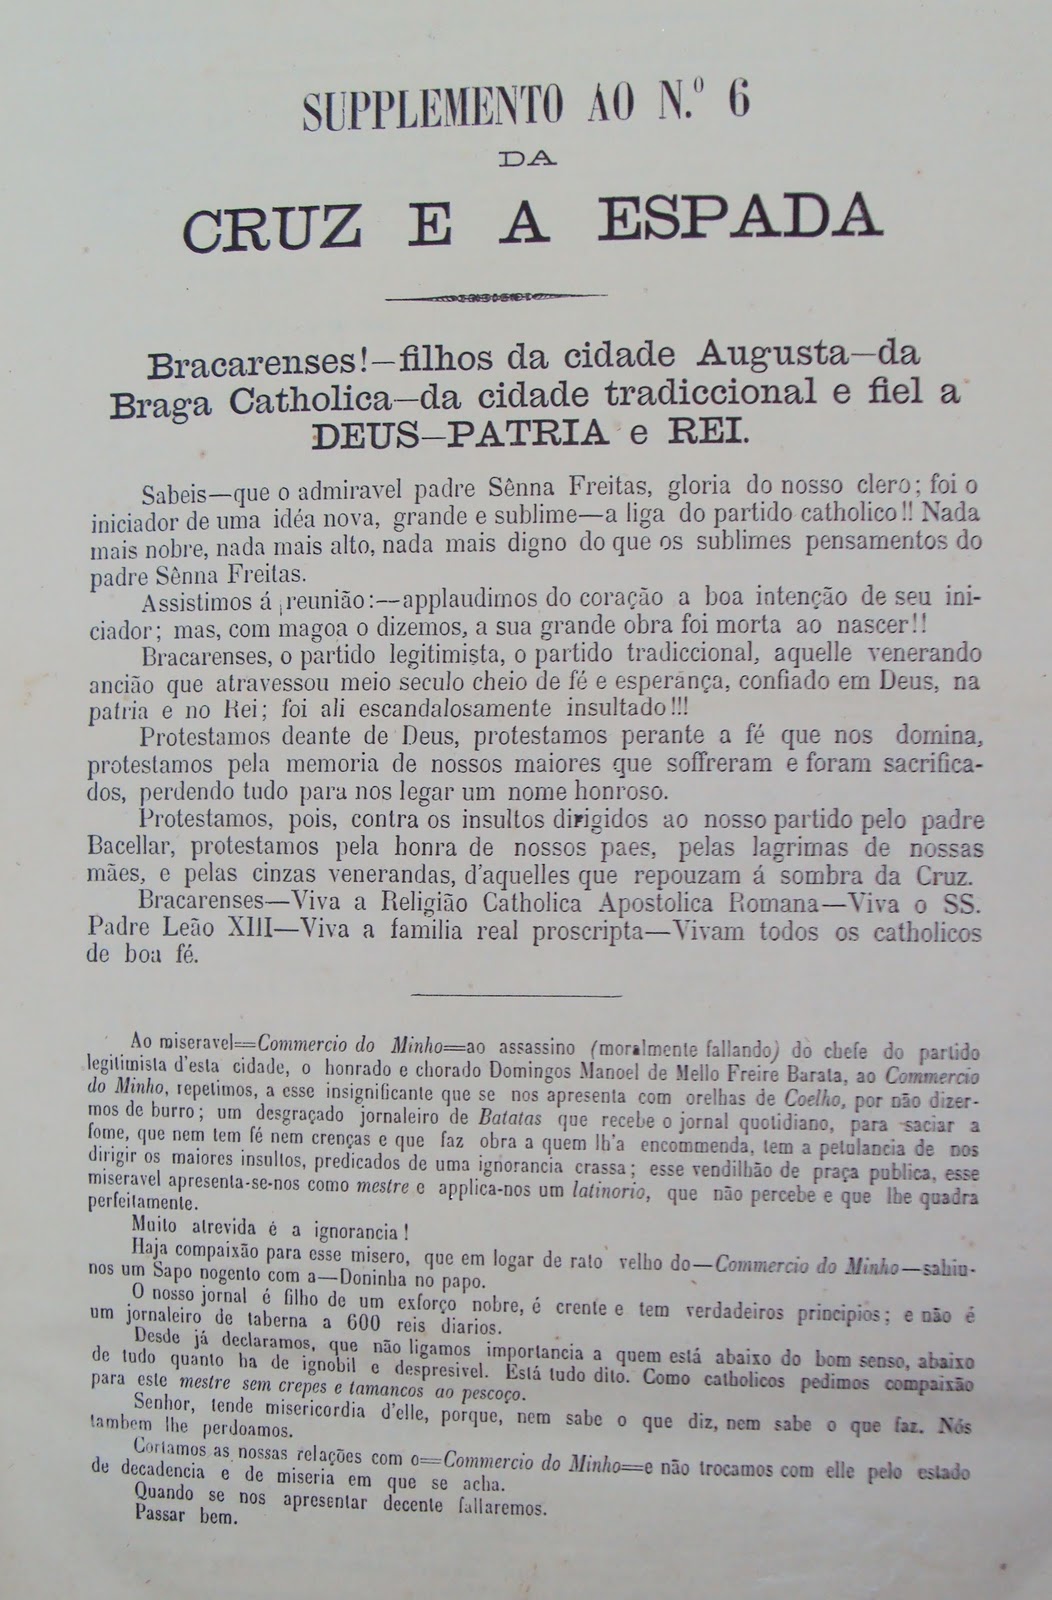 SUPPLEMENTO AO N.º 6
DA
CRUZ E A ESPADA
Bracarenses!—filhos da cidade Augusta—da
Braga Catholica—da cidade tradiccional e fiel a
DEUS—PATRIA e REI.
Sabeis—que o admiravel padre Sênna Freitas, gloria do nosso clero; foi o
iniciador de uma idéa nova, grande e sublime—a liga do partido catholico!! Nada
mais nobre, nada mais alto, nada mais digno do que os sublimes pensamentos do
padre Sênna Freitas.
Assistimos á reunião:—applaudimos do coração a boa intenção de seu ini-
ciador; mas, com magoa o dizemos, a sua grande obra foi morta ao nascer!!
Bracarenses, o partido legitimista, o partido tradiccional, aquelle venerando
ancião que atravessou meio seculo cheio de fé e esperança, confiado em Deus, na
patria e no Rei; foi ali escandalosamente insultado!!!
Protestamos deante de Deus, protestamos perante a fé que nos domina,
protestamos pela memoria de nossos maiores que soffreram e foram sacrifica-
dos, perdendo tudo para nos legar um nome honroso.
Protestamos, pois, contra os insultos dirigidos ao nosso partido pelo padre
Bacellar, protestamos pela honra de nossos paes, pelas lagrimas de nossas
mães, e pelas cinzas venerandas, d'aquelles que repouzam á sombra da Cruz.
Bracarenses—Viva a Religião Catholica Apostolica Romana—Viva o SS.
Padre Leão XIII—Viva a familia real proscripta—Vivam todos os catholicos
de boa fé.
Ao miseravel=Commercio do Minho=ao assassino (moralmente fallando) do chefe do partido
legitimista d'esta cidade, o honrado e chorado Domingos Manoel de Mello Freire Barata, ao Commercio
do Minho, repetimos, a esse insignificante que se nos apresenta com orelhas de Coelho, por não dizer-
mos de burro; um desgraçado jornaleiro de Batatas que recebe o jornal quotidiano, para saciar a
fome, que nem tem fé nem crenças e que faz obra a quem lh'a encommenda, tem a petulancia de nos
dirigir os maiores insultos, predicados de uma ignorancia crassa; esse vendilhão de praça publica, esse
miseravel apresenta-se-nos como mestre e applica-nos um latinorio, que não percebe e que lhe quadra
perfeitamente.
Muito atrevida é a ignorancia!
Haja compaixão para esse misero, que em logar de rato velho do—Commercio do Minho—sahiu-
nos um Sapo nogento com a—Doninha no papo.
O nosso jornal é filho de um exforço nobre, é crente e tem verdadeiros principios; e não é
um jornaleiro de taberna a 600 reis diarios.
Desde já declaramos, que não ligamos importancia a quem está abaixo do bom senso, abaixo
de tudo quanto ha de ignobil e despresivel. Está tudo dito. Como catholicos pedimos compaixão
para este mestre sem crepes e tamancos ao pescoço.
Senhor, tende misericordia d'elle, porque, nem sabe o que diz, nem sabe o que faz. Nós
tambem lhe perdoamos.
Cortamos as nossas relações com o=Commercio do Minho=e não trocamos com elle pelo estado
de decadencia e de miseria em que se acha.
Quando se nos apresentar decente fallaremos.
Passar bem.